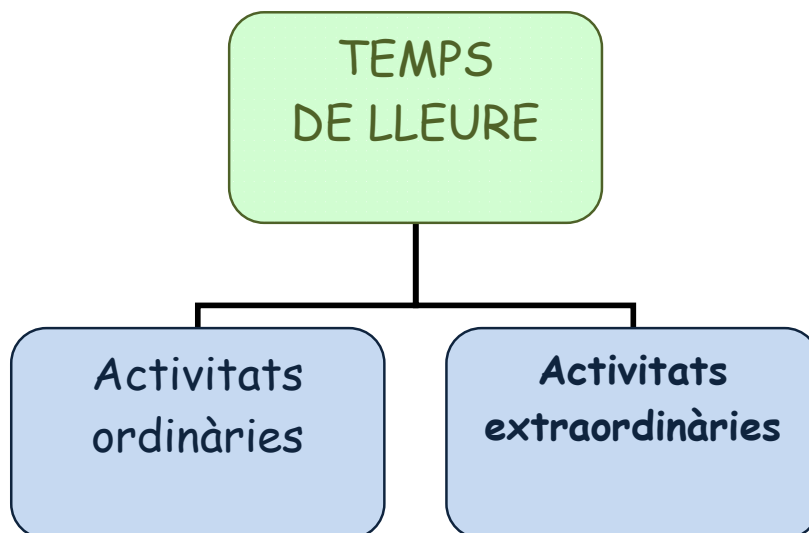 TEMPS
DE LLEURE
Activitats
ordinàries
Activitats
extraordinàries